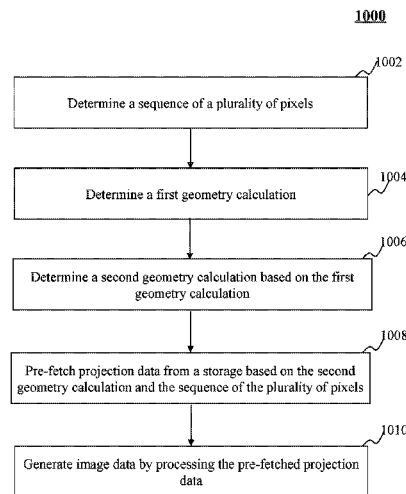 1000
1002
Determine a sequence of a plurality of pixels
1004
Determine a first geometry calculation
1006
Determine a second geometry calculation based on the first
geometry calculation
1008
Pre-fetch projection data from a storage based on the second
geometry calculation and the sequence of the plurality of pixels
1010
Generate image data by processing the pre-fetched projection
data